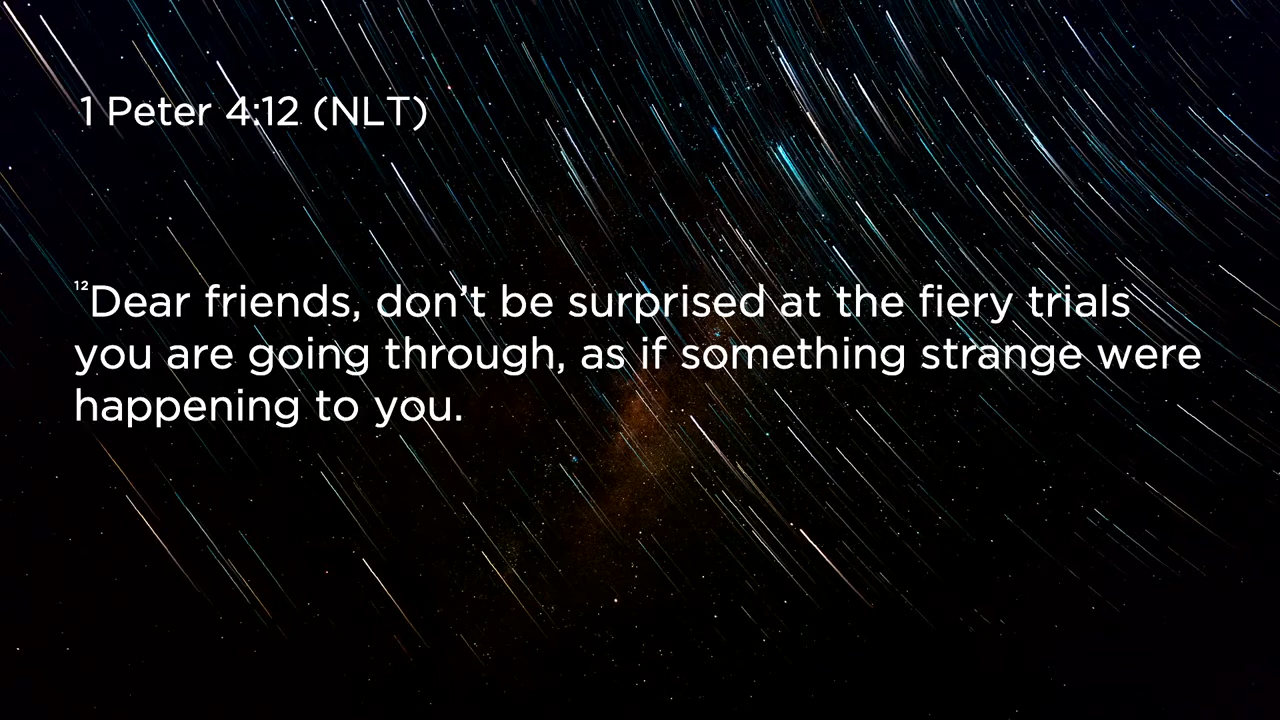 1 Peter 4:12 (NLT)
¹²Dear friends, don’t be surprised at the fiery trials
you are going through, as if something strange were
happening to you.